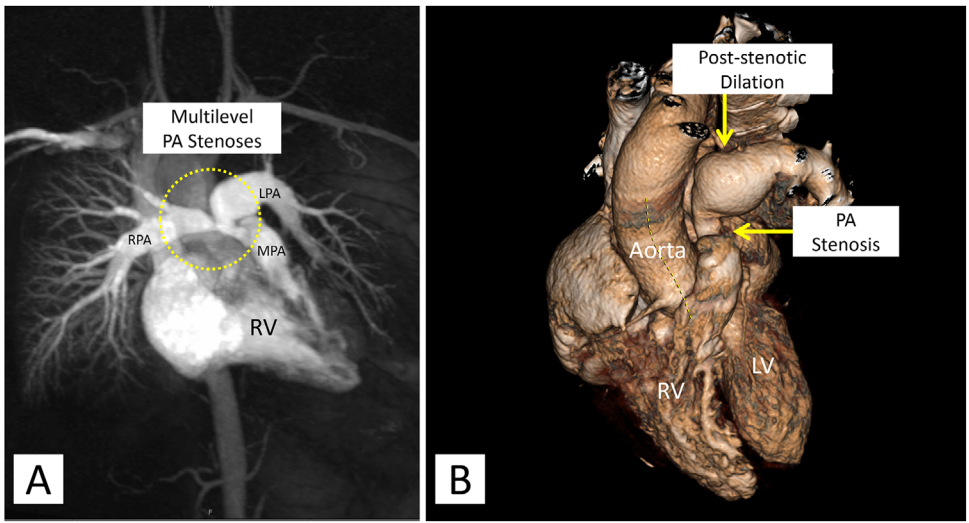 Multilevel
PA Stenoses
LPA
RPA
MPA
RV
A
Post-stenotic
Dilation
PA
Stenosis
Aorta
LV
RV
B